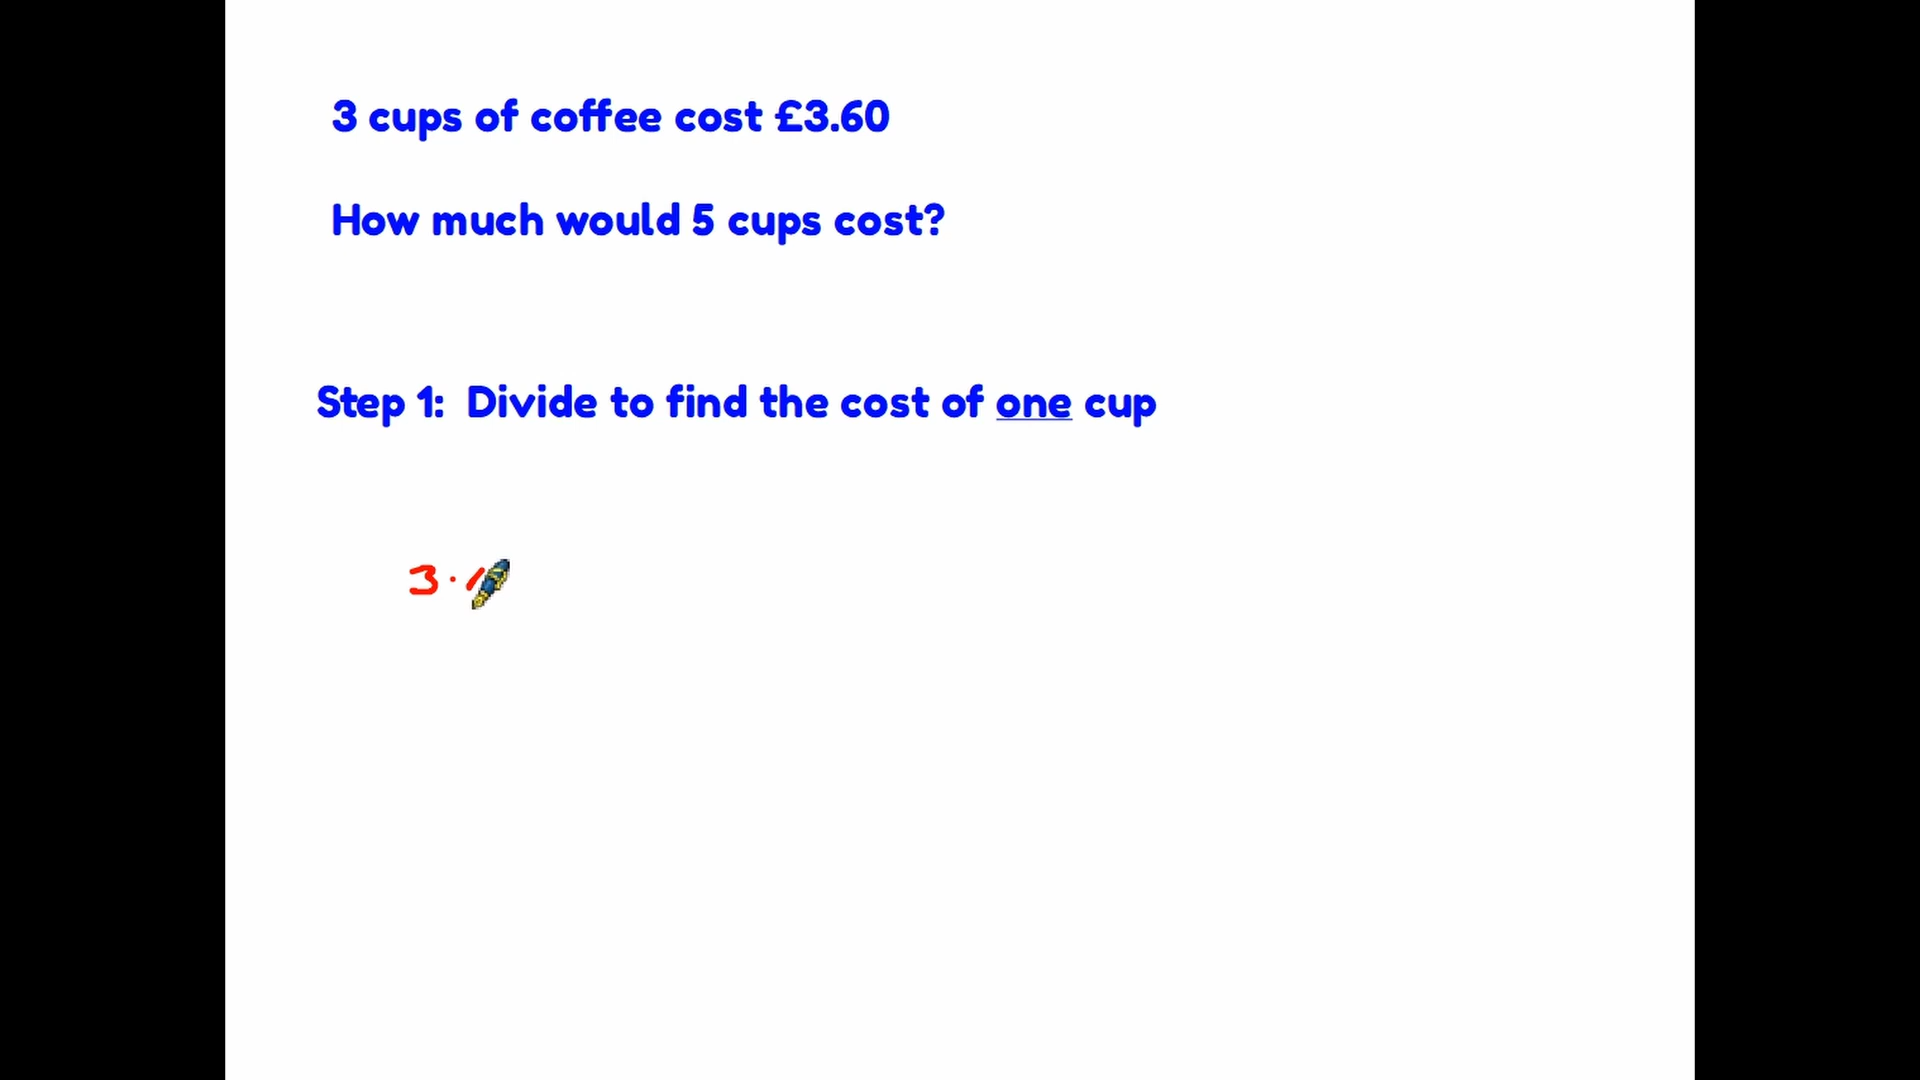 3 cups of coffee cost £3.60
How much would 5 cups cost?
Step 1: Divide to find the cost of one cup
3.